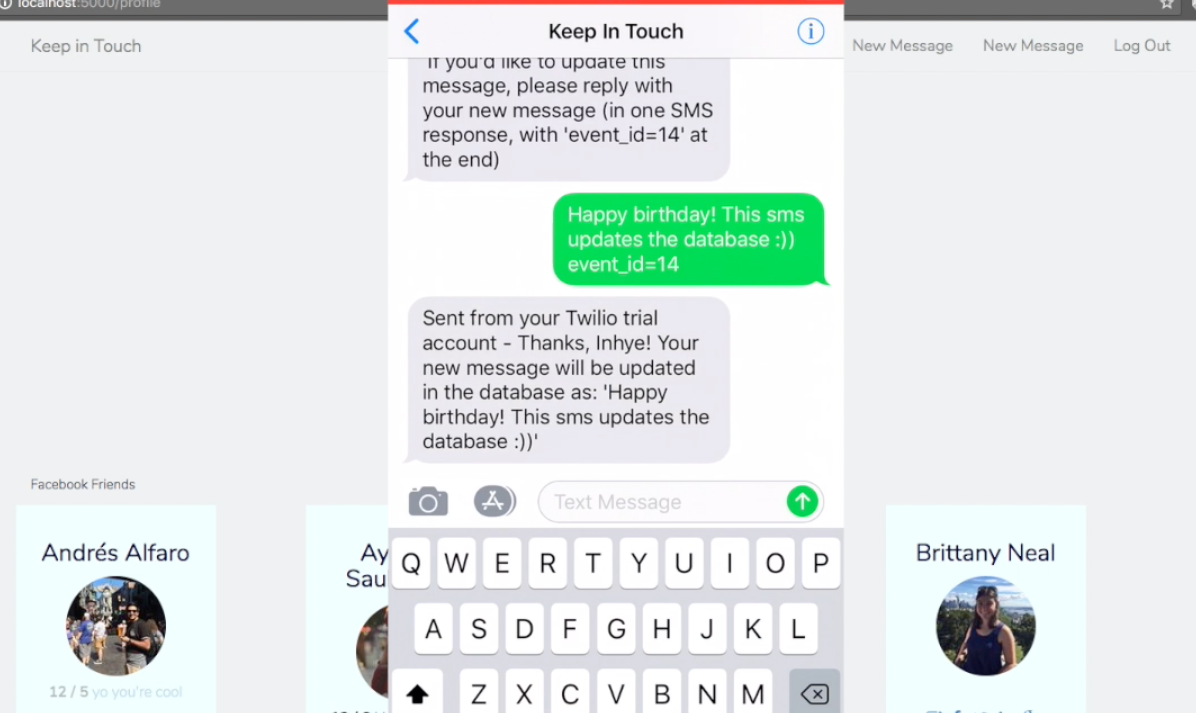 localhost:5000/profile
Keep in Touch
Keep In Touch
New Message
New Message
Log Out
If you'd like to update this
message, please reply with
your new message (in one SMS
response, with 'event_id=14' at
the end)
Happy birthday! This sms
updates the database :))
event_id=14
Sent from your Twilio trial
account - Thanks, Inhye! Your
new message will be updated
in the database as: 'Happy
birthday! This sms updates the
database :))'
Text Message
Facebook Friends
Andrés Alfaro
Ay
Sau
Brittany Neal
12 / 5 yo you're cool
Q W E R T Y U I O P
A S D F G H J K L
Z X C V B N M